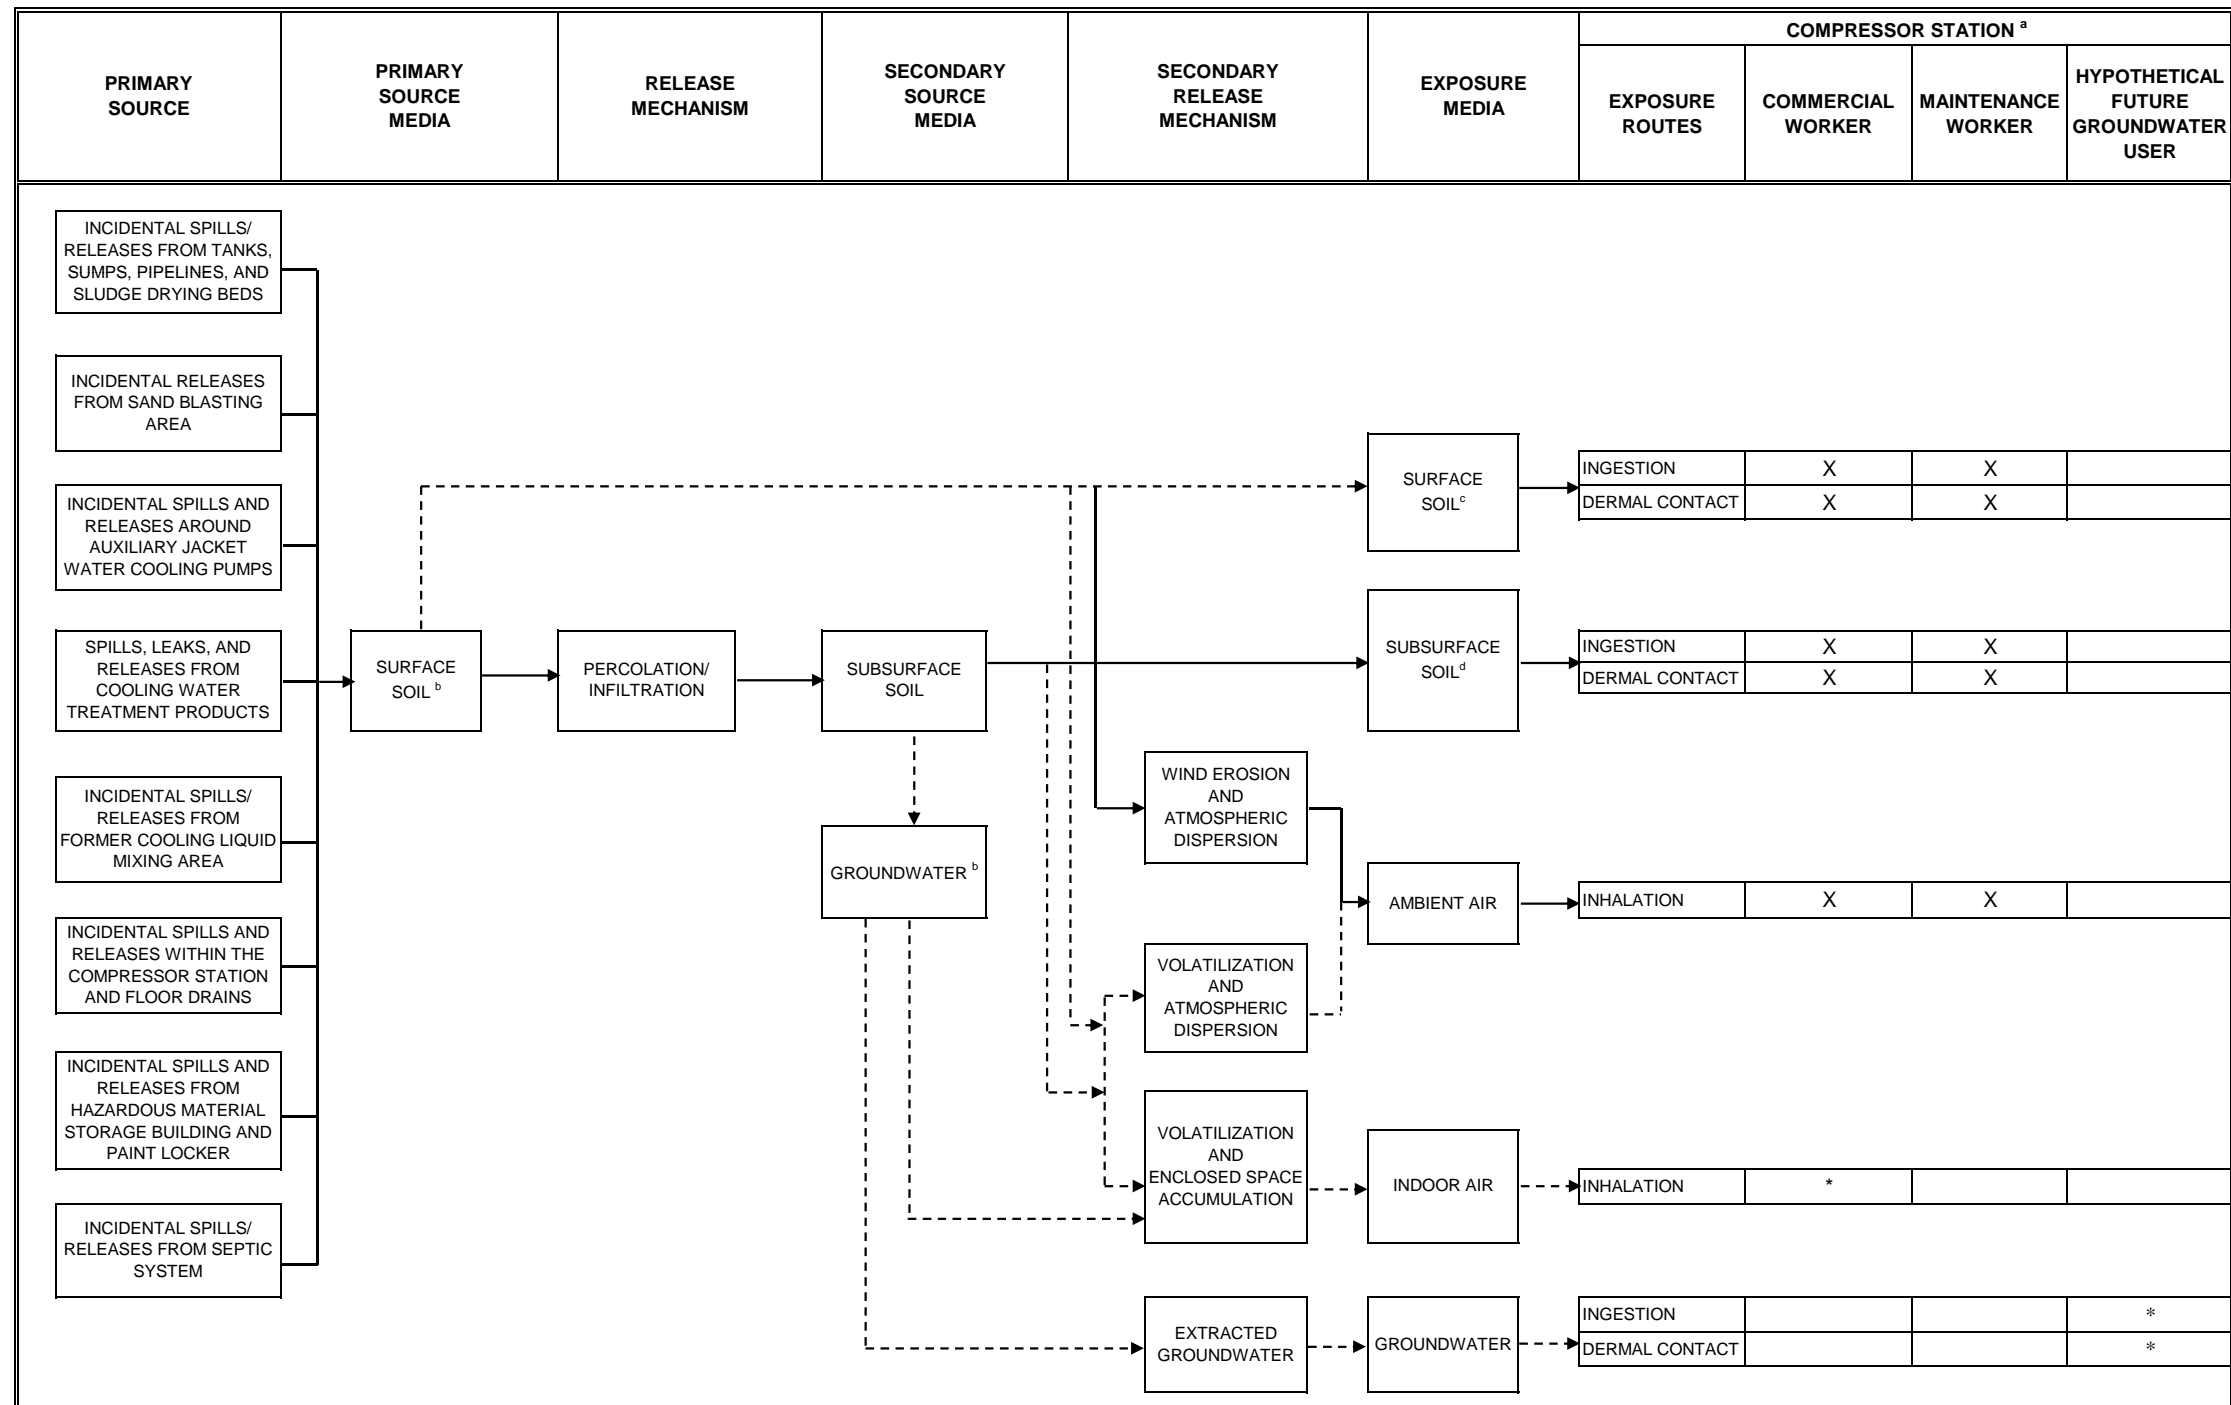 COMPRESSOR STATION a
PRIMARY
SOURCE
PRIMARY
SOURCE
MEDIA
RELEASE
MECHANISM
SECONDARY
SOURCE
MEDIA
SECONDARY
RELEASE
MECHANISM
EXPOSURE
MEDIA
EXPOSURE
ROUTES
COMMERCIAL
WORKER
MAINTENANCE
WORKER
HYPOTHETICAL
FUTURE
GROUNDWATER
USER
INCIDENTAL SPILLS/
RELEASES FROM TANKS,
SUMPS, PIPELINES, AND
SLUDGE DRYING BEDS
INCIDENTAL RELEASES
FROM SAND BLASTING
AREA
INCIDENTAL SPILLS AND
RELEASES AROUND
AUXILIARY JACKET
WATER COOLING PUMPS
SPILLS, LEAKS, AND
RELEASES FROM
COOLING WATER
TREATMENT PRODUCTS
INCIDENTAL SPILLS/
RELEASES FROM
FORMER COOLING LIQUID
MIXING AREA
INCIDENTAL SPILLS AND
RELEASES WITHIN THE
COMPRESSOR STATION
AND FLOOR DRAINS
INCIDENTAL SPILLS AND
RELEASES FROM
HAZARDOUS MATERIAL
STORAGE BUILDING AND
PAINT LOCKER
INCIDENTAL SPILLS/
RELEASES FROM SEPTIC
SYSTEM
SURFACE
SOIL b
PERCOLATION/
INFILTRATION
SUBSURFACE
SOIL
GROUNDWATER b
WIND EROSION
AND
ATMOSPHERIC
DISPERSION
VOLATILIZATION
AND
ATMOSPHERIC
DISPERSION
VOLATILIZATION
AND
ENCLOSED SPACE
ACCUMULATION
EXTRACTED
GROUNDWATER
SURFACE
SOILc
INGESTION X X
DERMAL CONTACT X X
SUBSURFACE
SOILd
INGESTION X X
DERMAL CONTACT X X
AMBIENT AIR
INHALATION X X
INDOOR AIR
INHALATION *
GROUNDWATER
INGESTION *
DERMAL CONTACT *